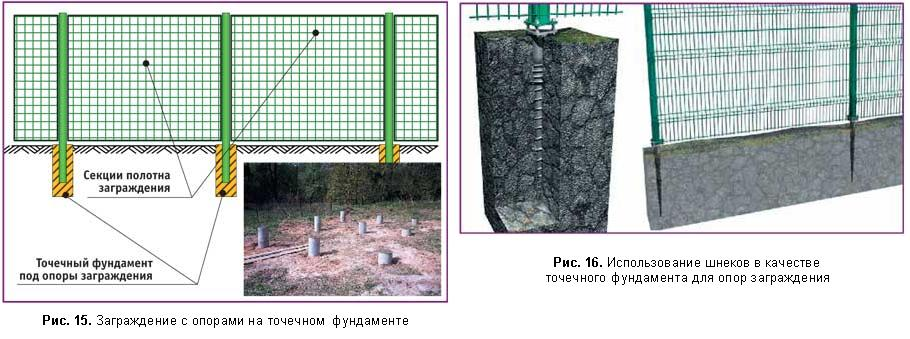 Секции полотна
заграждения
Точечный фундамент
под опоры заграждения
Рис. 15. Заграждение с опорами на точечном фундаменте
Рис. 16. Использование шнеков в качестве
точечного фундамента для опор заграждения